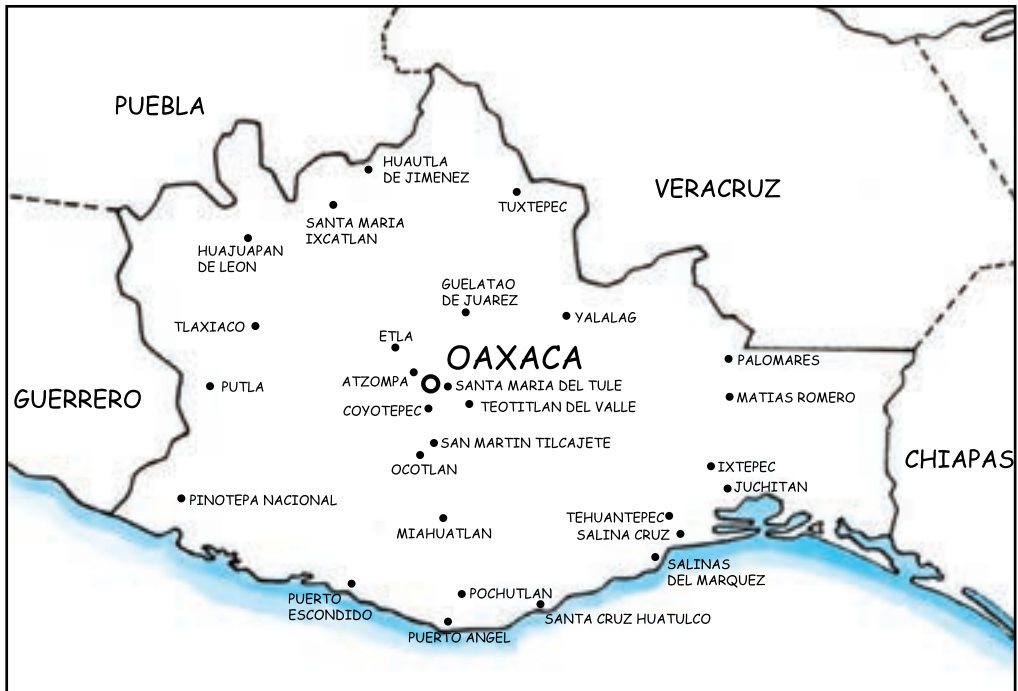 PUEBLA
HUAUTLA
DE JIMENEZ
VERACRUZ
TUXTEPEC
SANTA MARIA
IXCATLAN
HUAJUAPAN
DE LEON
GUELATAO
DE JUAREZ
YALALAG
TLAXIACO
ETLA
OAXACA
PALOMARES
ATZOMPA
SANTA MARIA DEL TULE
PUTLA
GUERRERO
MATIAS ROMERO
COYOTEPEC
TEOTITLAN DEL VALLE
SAN MARTIN TILCAJETE
OCOTLAN
CHIAPAS
IXTEPEC
JUCHITAN
PINOTEPA NACIONAL
TEHUANTEPEC
MIAHUATLAN
SALINA CRUZ
SALINAS
DEL MARQUEZ
PUERTO
ESCONDIDO
POCHUTLAN
SANTA CRUZ HUATULCO
PUERTO ANGEL